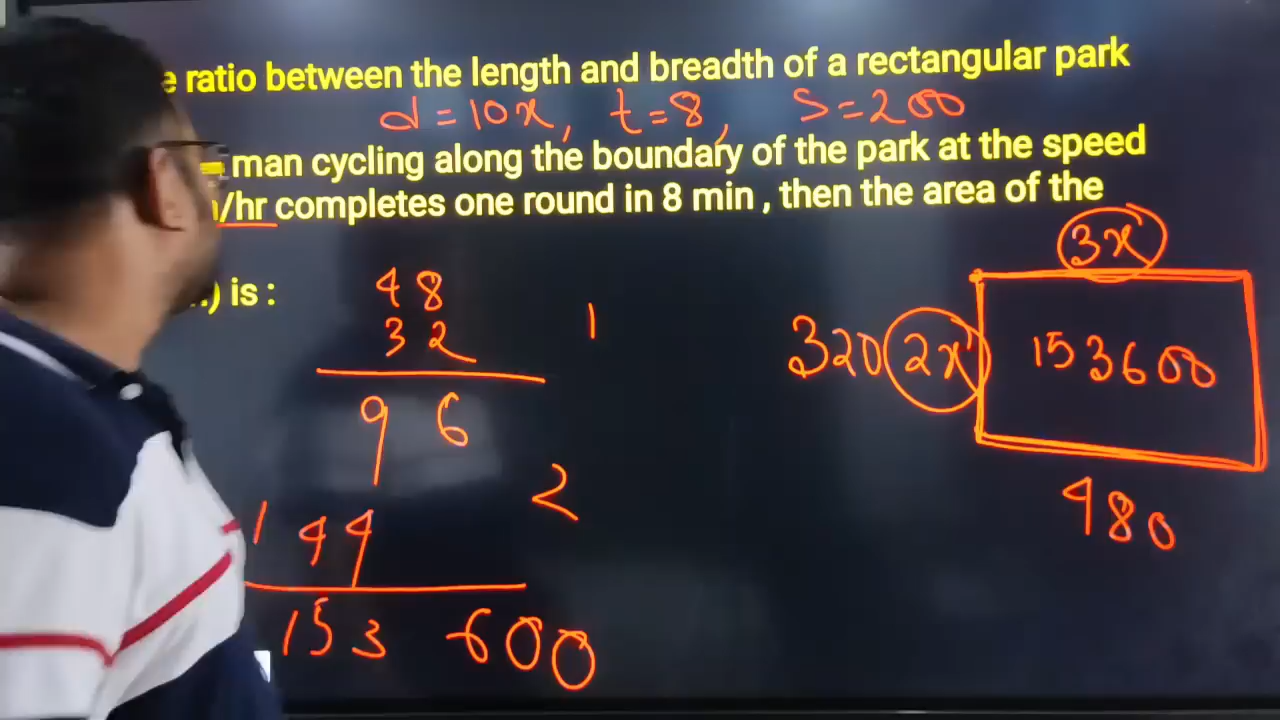 ratio between the length and breadth of a rectangular park
d=10x, t=8, S=200
man cycling along the boundary of the park at the speed
/hr completes one round in 8 min , then the area of the
3x
.) is :
48
32
1
320 2x
153600
96
2
480
144
153 600